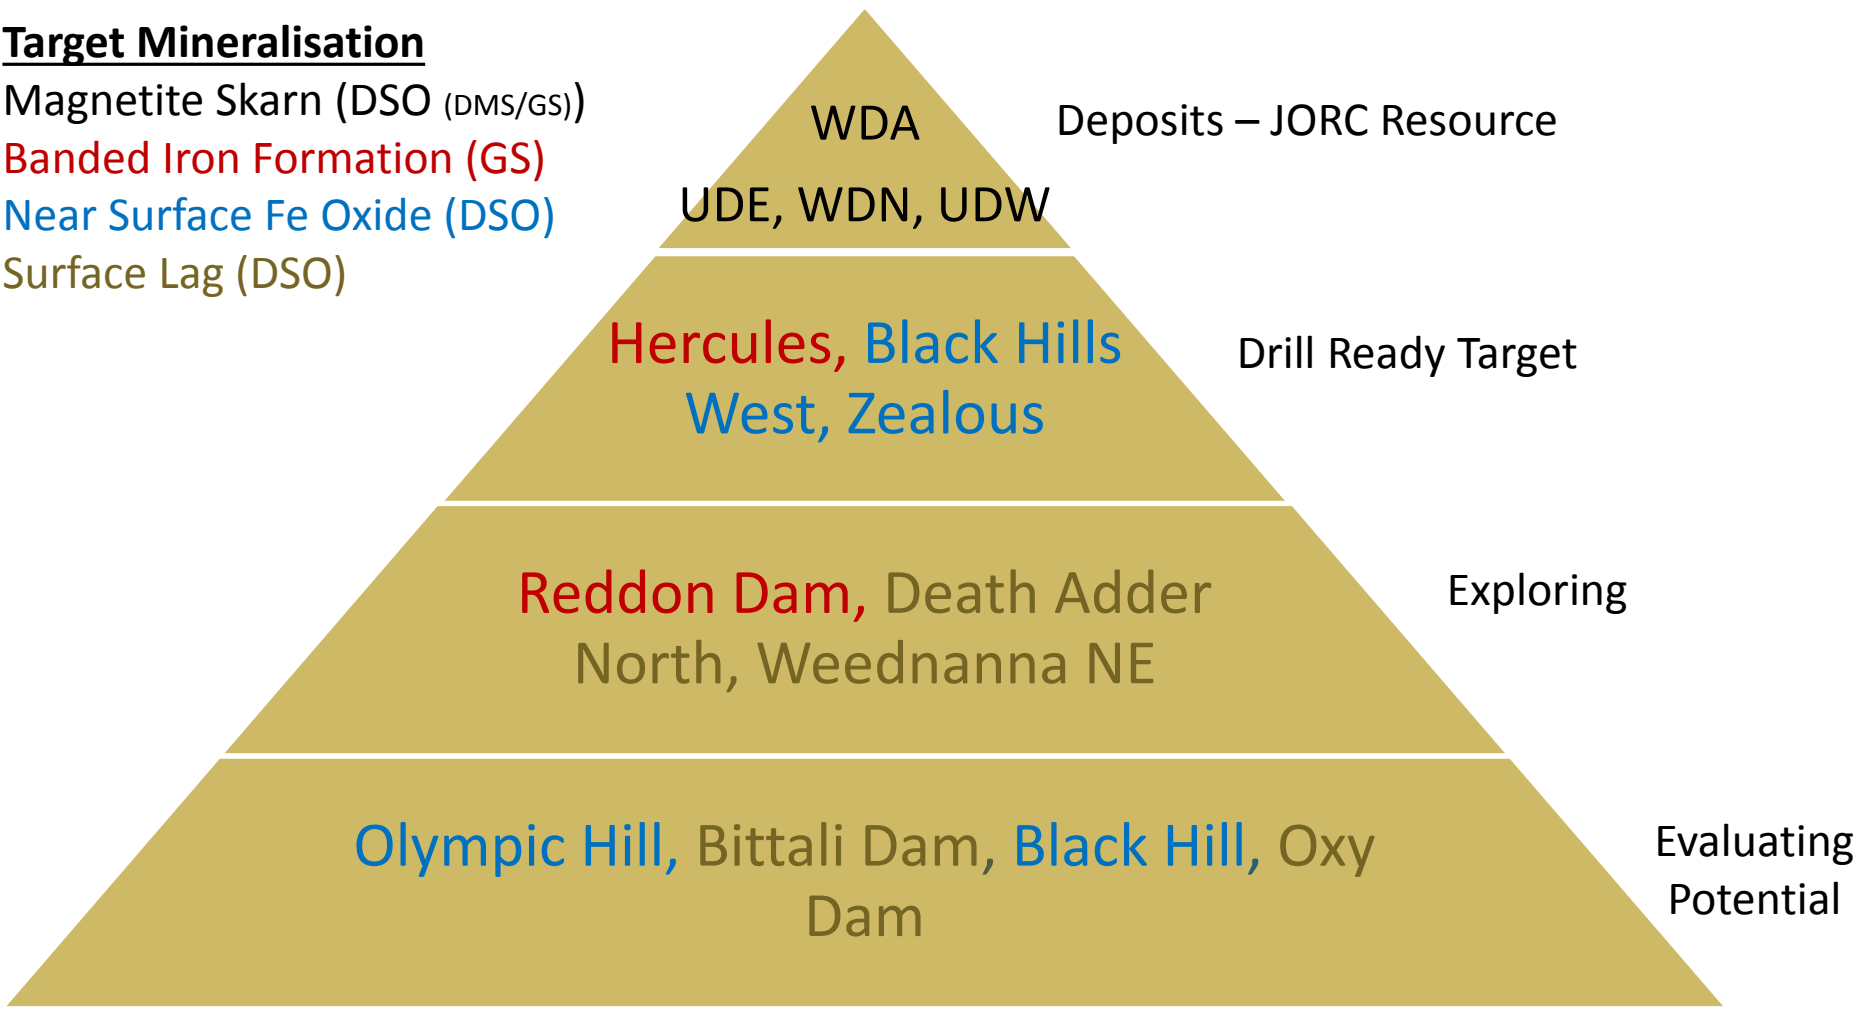 Target Mineralisation
Magnetite Skarn (DSO (DMS/GS))
Banded Iron Formation (GS)
Near Surface Fe Oxide (DSO)
Surface Lag (DSO)
WDA
UDE, WDN, UDW
Deposits – JORC Resource
Hercules, Black Hills
West, Zealous
Drill Ready Target
Reddon Dam, Death Adder
North, Weednanna NE
Exploring
Olympic Hill, Bittali Dam, Black Hill, Oxy
Dam
Evaluating
Potential